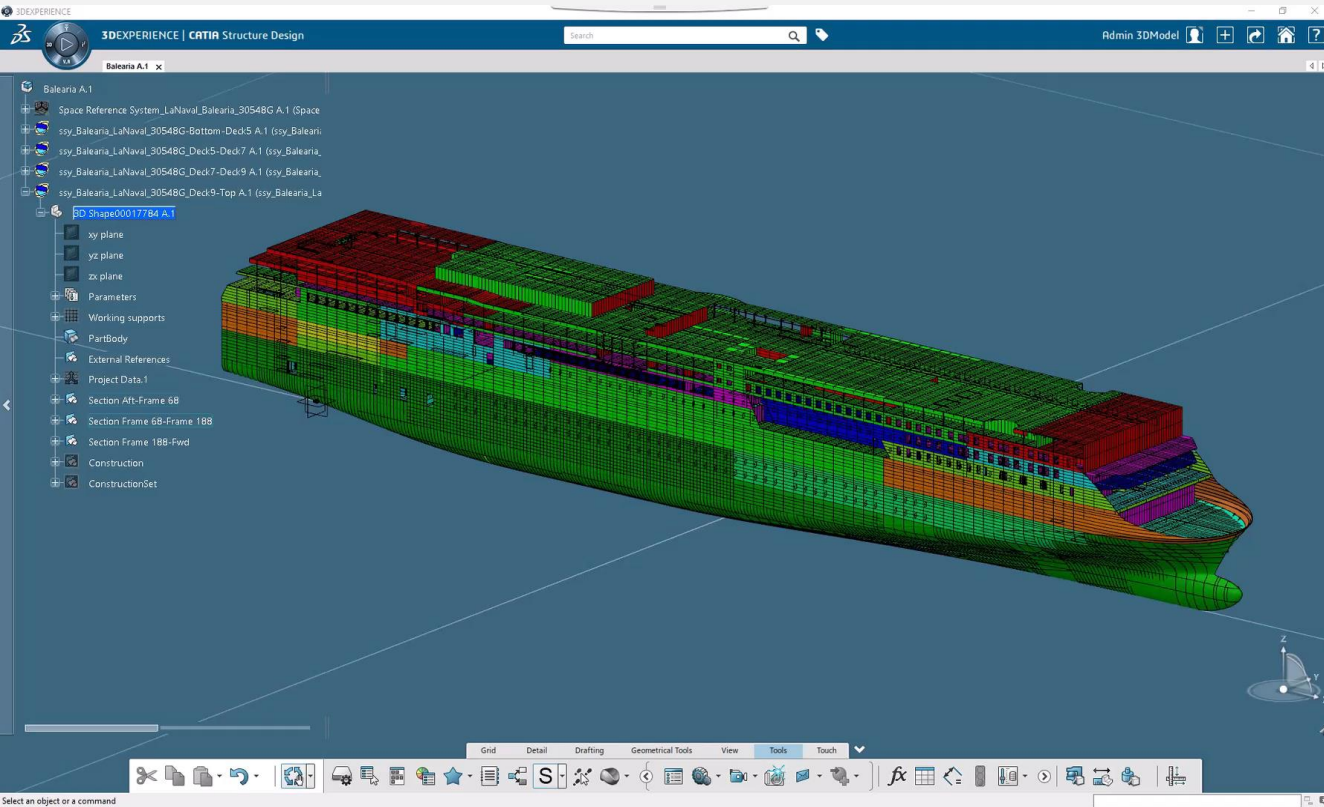 3DEXPERIENCE
3DEXPERIENCE | CATIA Structure Design
Search
Admin 3DModel
Balearia A.1
Balearia A.1
Space Reference System_LaNaval_Balearia_30548G A.1 (Space
ssy_Balearia_LaNaval_30548G-Bottom-Deck5 A.1 (ssy_Baleari
ssy_Balearia_LaNaval_30548G_Deck5-Deck7 A.1 (ssy_Balearia_
ssy_Balearia_LaNaval_30548G_Deck7-Deck9 A.1 (ssy_Balearia_
ssy_Balearia_LaNaval_30548G_Deck9-Top A.1 (ssy_Balearia_La
3D Shape00017784 A.1
xy plane
yz plane
zx plane
Parameters
Working supports
PartBody
External References
Project Data.1
Section Aft-Frame 68
Section Frame 68-Frame 188
Section Frame 188-Fwd
Construction
ConstructionSet
Z
Y
Grid Detail Drafting Geometrical Tools View Tools Touch
S fx
Select an object or a command